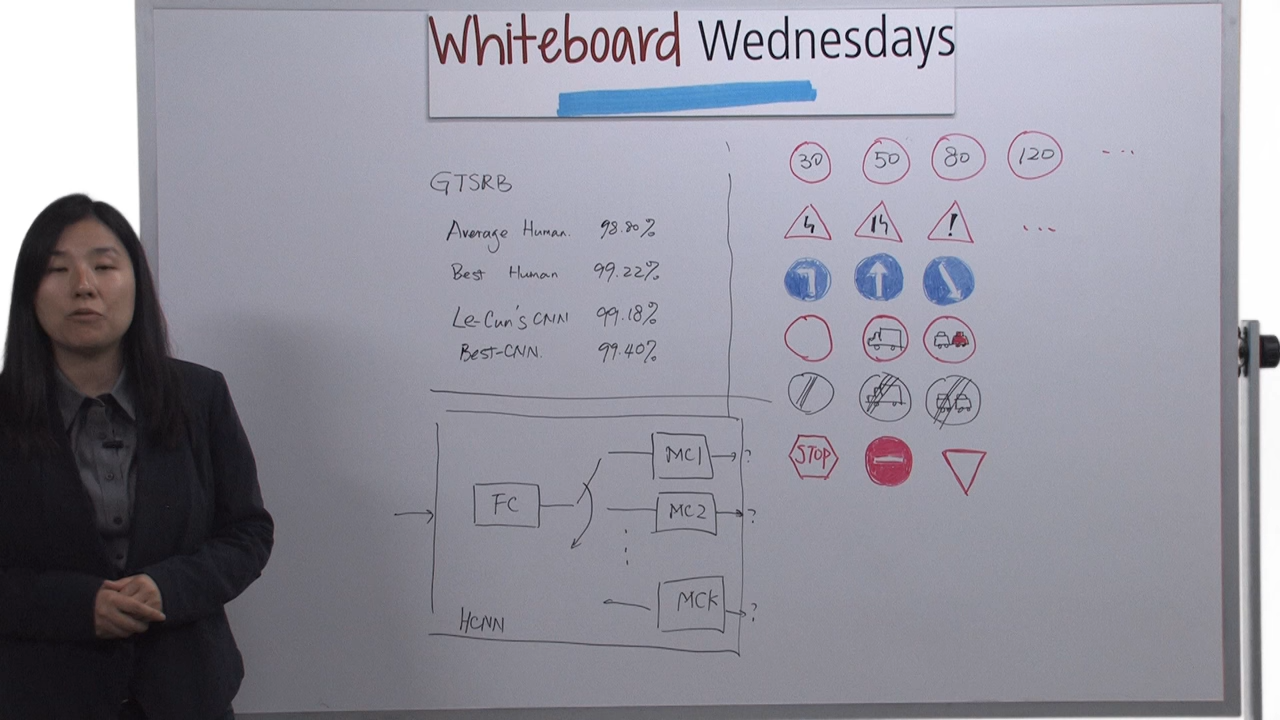 Whiteboard Wednesdays
GTSRB
Average Human. 98.80%
Best Human 99.22%
Le-Cun's CNN 99.18%
Best-CNN. 99.40%
30 50 80 120 ...
! ...
STOP
FC
MC1 ?
MC2 ?
MCK ?
HCNN